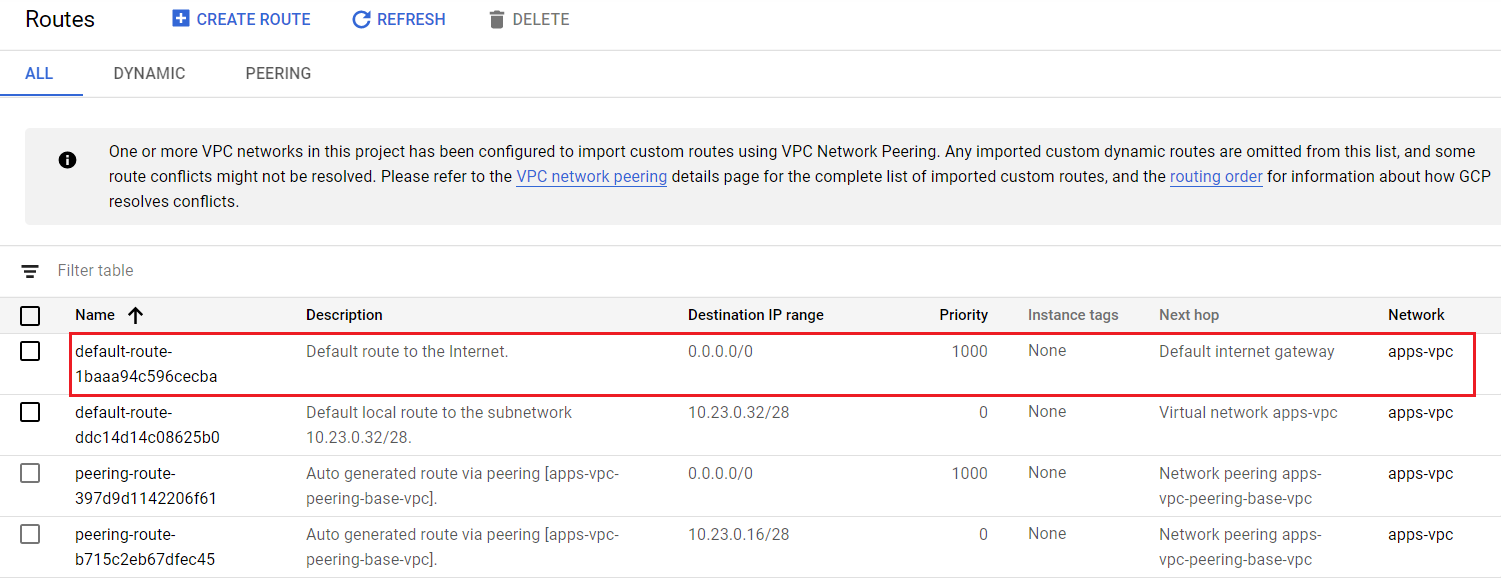 Routes CREATE ROUTE REFRESH DELETE
ALL DYNAMIC PEERING
One or more VPC networks in this project has been configured to import custom routes using VPC Network Peering. Any imported custom dynamic routes are omitted from this list, and some
route conflicts might not be resolved. Please refer to the VPC network peering details page for the complete list of imported custom routes, and the routing order for information about how GCP
resolves conflicts.
Filter table
Name Description Destination IP range Priority Instance tags Next hop Network
default-route- Default route to the Internet. 0.0.0.0/0 1000 None Default internet gateway apps-vpc
1baaa94c596cecba
default-route- Default local route to the subnetwork 10.23.0.32/28 0 None Virtual network apps-vpc apps-vpc
ddc14d14c08625b0 10.23.0.32/28.
peering-route- Auto generated route via peering [apps-vpc- 0.0.0.0/0 1000 None Network peering apps- apps-vpc
397d9d1142206f61 peering-base-vpc]. vpc-peering-base-vpc
peering-route- Auto generated route via peering [apps-vpc- 10.23.0.16/28 0 None Network peering apps- apps-vpc
b715c2eb67dfec45 peering-base-vpc]. vpc-peering-base-vpc